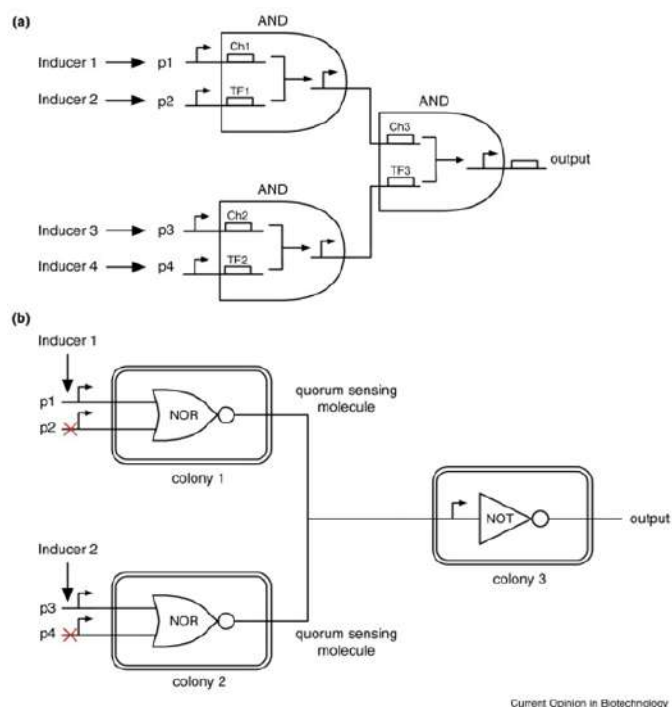 (a)
AND
Inducer 1 p1 Ch1
AND
Inducer 2 p2 TF1
Ch3
output
TF3
AND
Inducer 3 p3 Ch2
Inducer 4 p4 TF2
(b)
Inducer 1
p1
NOR
quorum sensing
molecule
p2
colony 1
NOT
output
Inducer 2
colony 3
p3
NOR
p4
quorum sensing
molecule
colony 2
Current Opinion in Biotechnology